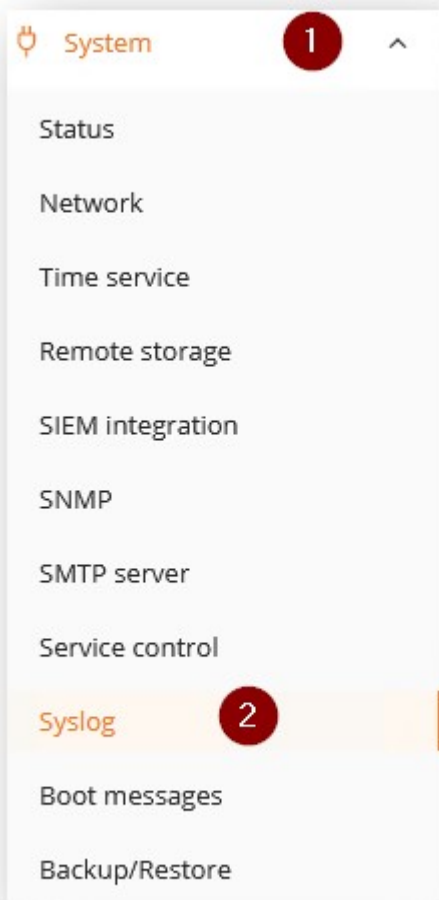 System 1
Status
Network
Time service
Remote storage
SIEM integration
SNMP
SMTP server
Service control
Syslog 2
Boot messages
Backup/Restore